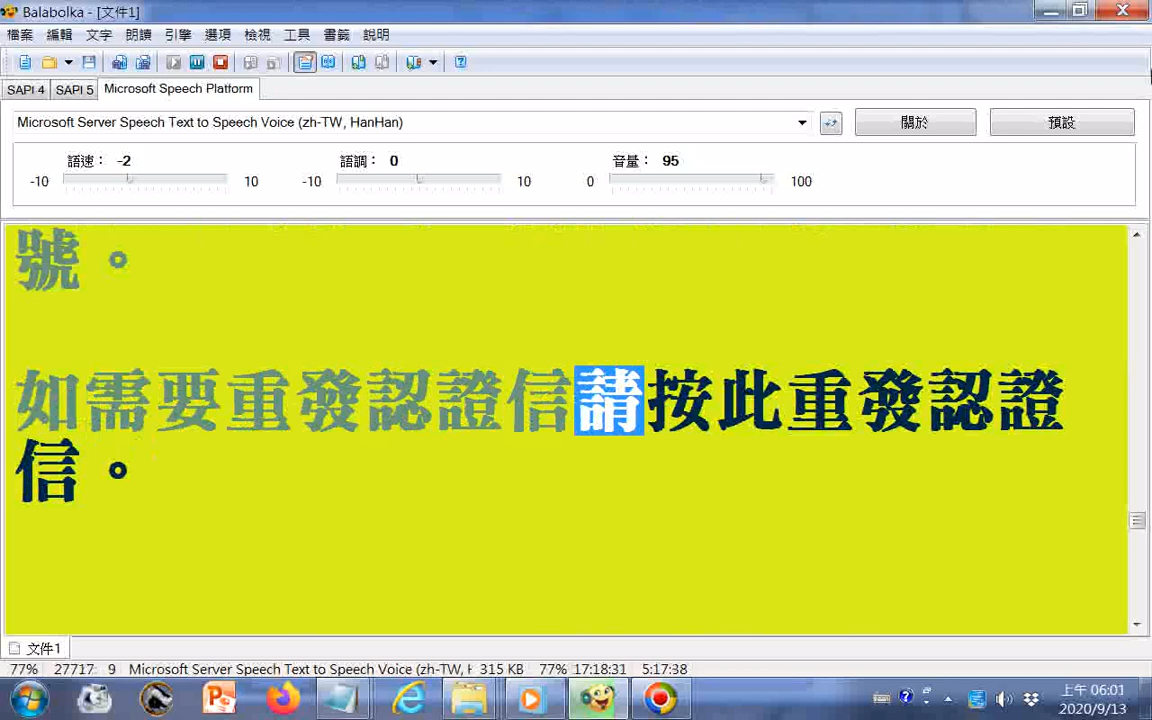 Balabolka - [文件1]
檔案 編輯 文字 朗讀 引擎 選項 檢視 工具 書籤 說明
SAPI 4 SAPI 5 Microsoft Speech Platform
Microsoft Server Speech Text to Speech Voice (zh-TW, HanHan) 關於 預設
語速： -2 語調： 0 音量： 95
-10 10 -10 10 0 100
號。
如需要重發認證信請按此重發認證
信。
文件1
77% 27717 9 Microsoft Server Speech Text to Speech Voice (zh-TW, 315 KB 77% 17:18:31 5:17:38
上午 06:01
2020/9/13